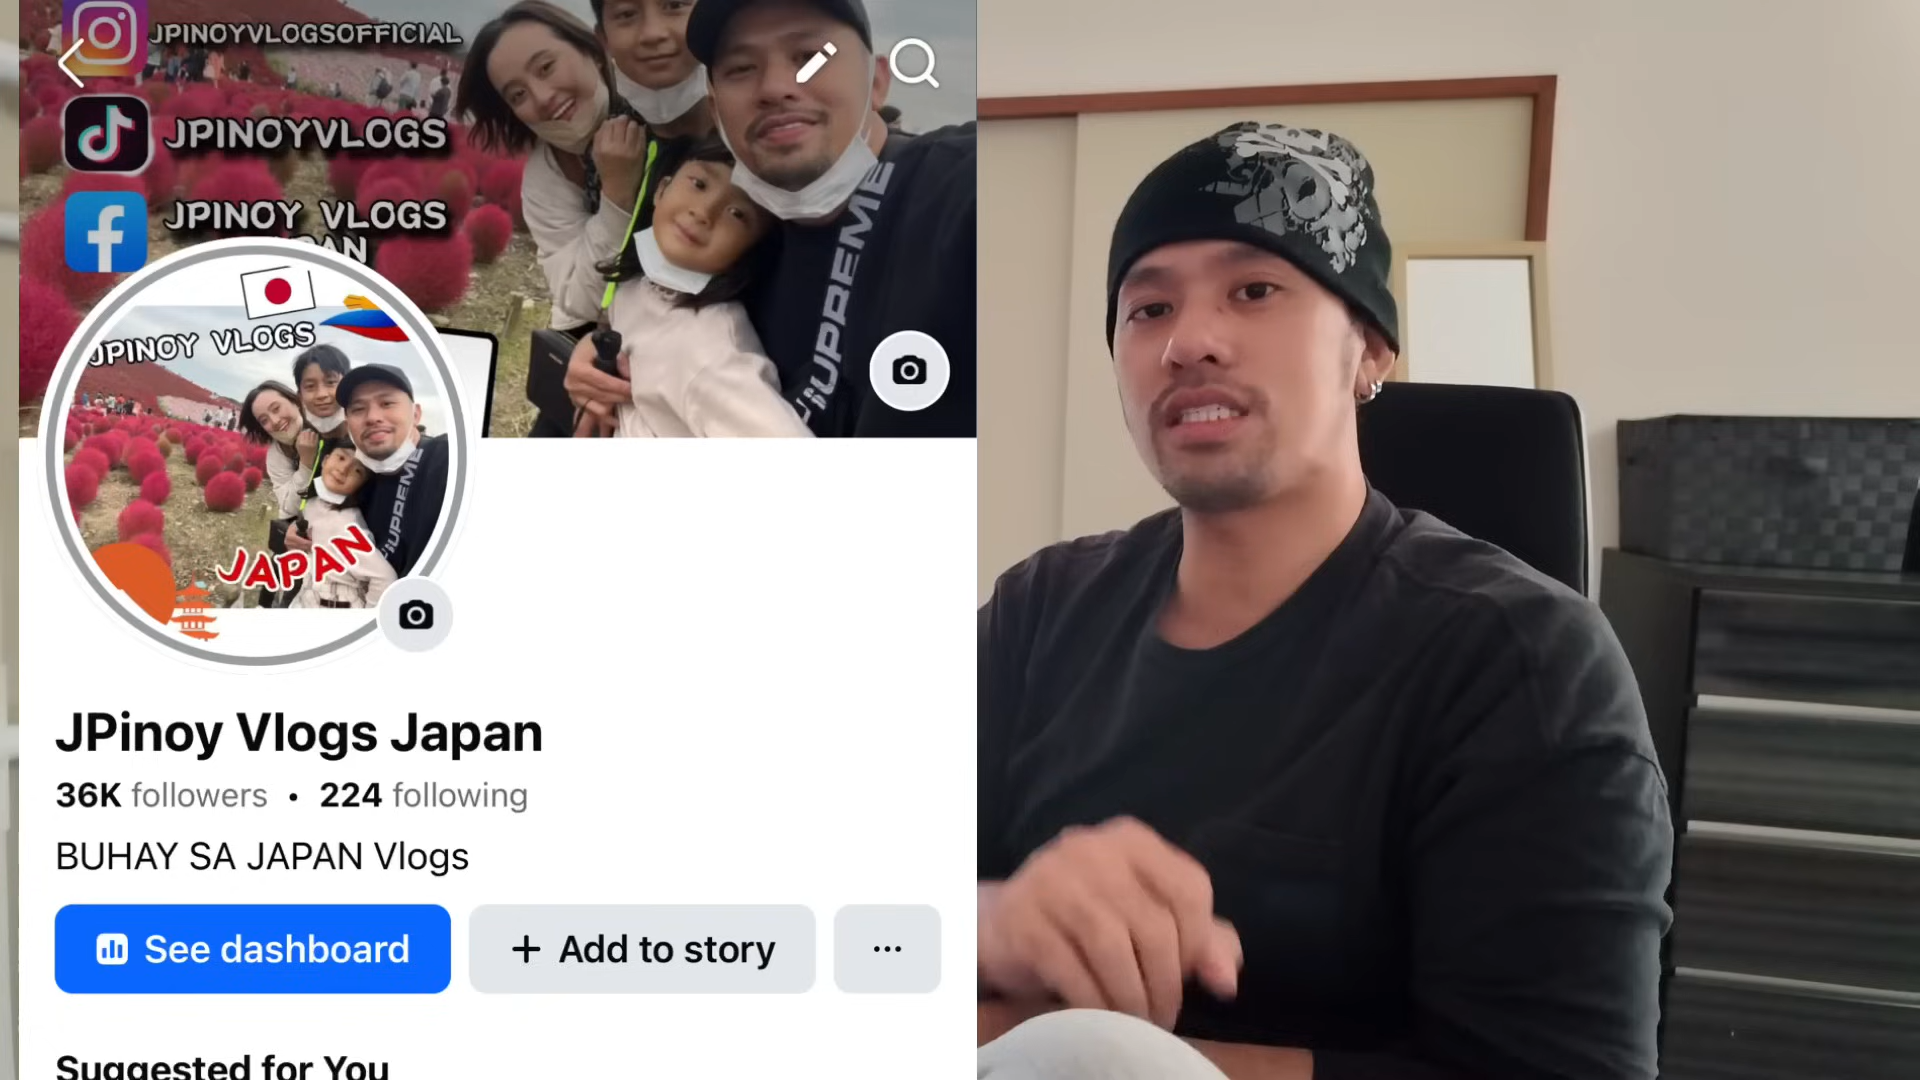 JPINOYVLOGSOFFICIAL
JPINOYVLOGS
JPINOY VLOGS
JPINOY VLOGS
JAPAN
JPinoy Vlogs Japan
36K followers • 224 following
BUHAY SA JAPAN Vlogs
See dashboard
+ Add to story
Suggested for You